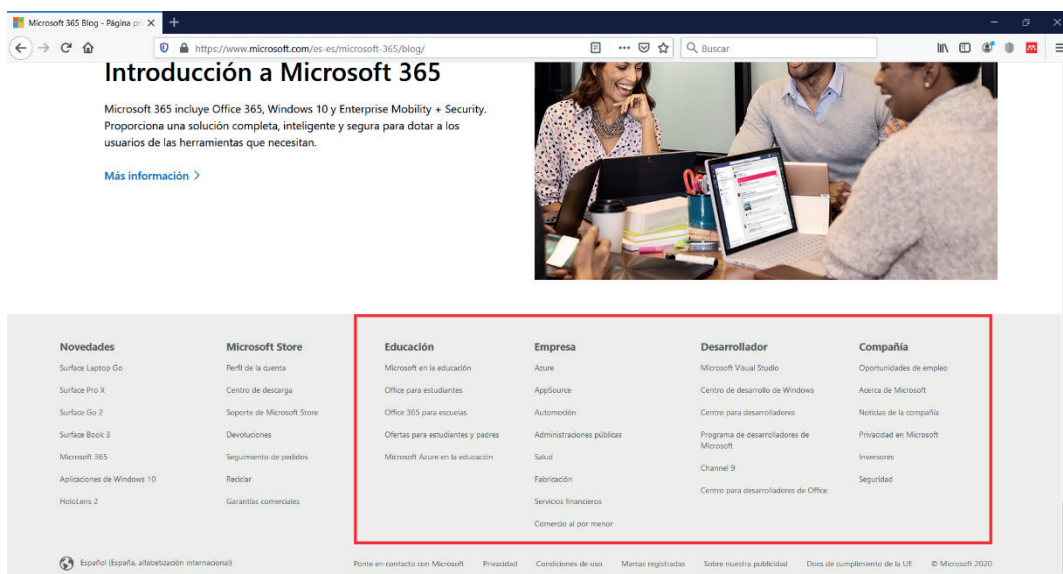 Microsoft 365 Blog - Página pri
https://www.microsoft.com/es-es/microsoft-365/blog/
Buscar
Introducción a Microsoft 365
Microsoft 365 incluye Office 365, Windows 10 y Enterprise Mobility + Security.
Proporciona una solución completa, inteligente y segura para dotar a los
usuarios de las herramientas que necesitan.
Más información >
Novedades
Surface Laptop Go
Surface Pro X
Surface Go 2
Surface Book 3
Microsoft 365
Aplicaciones de Windows 10
HoloLens 2
Microsoft Store
Perfil de la cuenta
Centro de descarga
Soporte de Microsoft Store
Devoluciones
Seguimiento de pedidos
Reciclar
Garantías comerciales
Educación
Microsoft en la educación
Office para estudiantes
Office 365 para escuelas
Ofertas para estudiantes y padres
Microsoft Azure en la educación
Empresa
Azure
AppSource
Automoción
Administraciones públicas
Salud
Fabricación
Servicios financieros
Comercio al por menor
Desarrollador
Microsoft Visual Studio
Centro de desarrollo de Windows
Centro para desarrolladores
Programa de desarrolladores de
Microsoft
Channel 9
Centro para desarrolladores de Office
Compañía
Oportunidades de empleo
Acerca de Microsoft
Noticias de la compañía
Privacidad en Microsoft
Inversores
Seguridad
Español (España, alfabetización internacional)
Ponte en contacto con Microsoft
Privacidad
Condiciones de uso
Marcas registradas
Sobre nuestra publicidad
Docs de cumplimiento de la UE
© Microsoft 2020